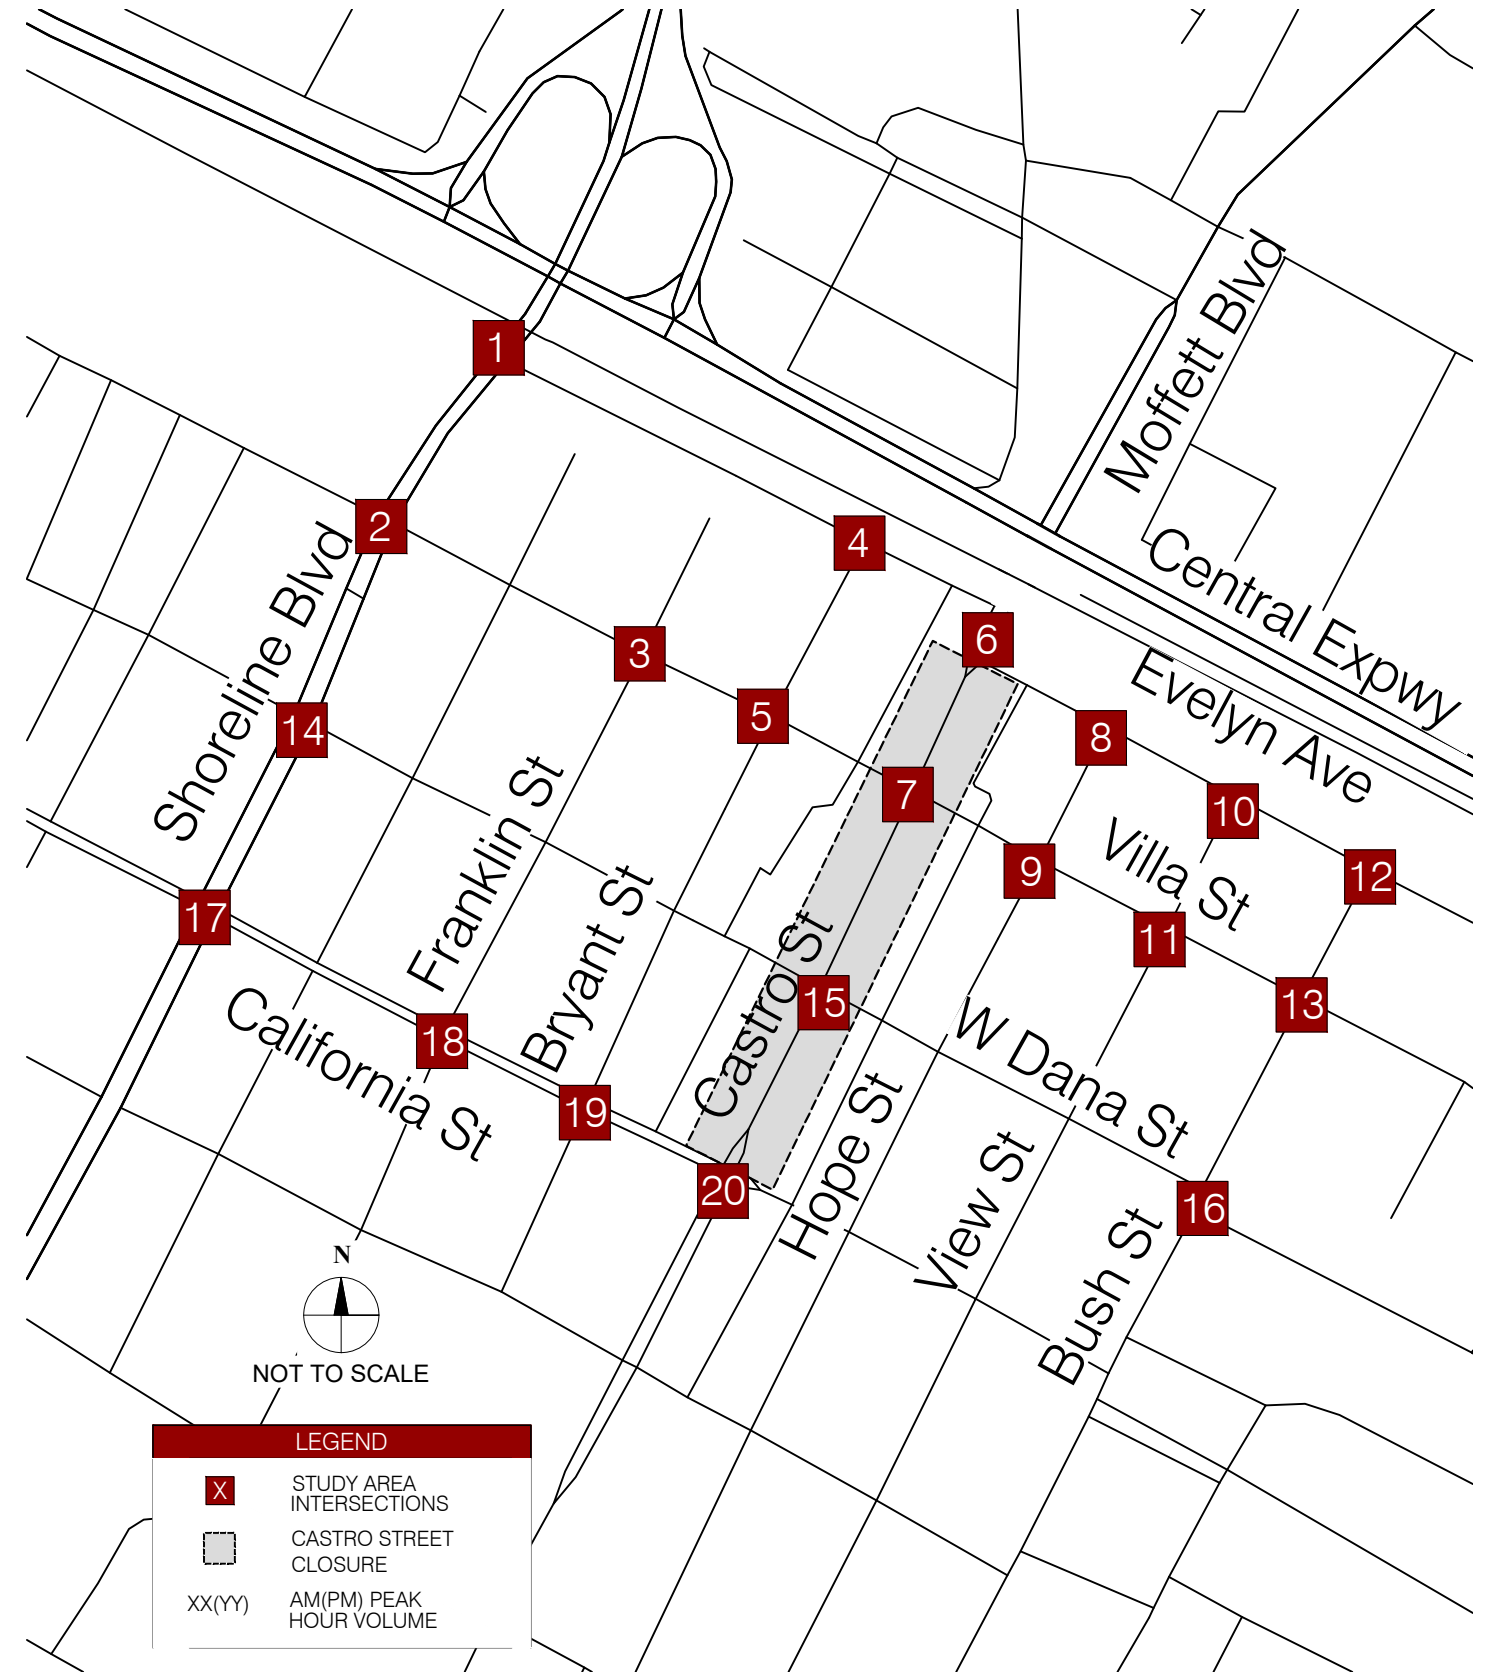 Moffett Blvd
1
2
4
Central Expwy
Shoreline Blvd
3
6
Evelyn Ave
5
14
8
7
10
Villa St
Franklin St
9
12
Bryant St
17
11
Castro St
15
13
California St
18
W Dana St
19
Hope St
View St
20
16
Bush St
N
NOT TO SCALE
LEGEND
X
STUDY AREA
INTERSECTIONS
CASTRO STREET
CLOSURE
XX(YY)
AM(PM) PEAK
HOUR VOLUME